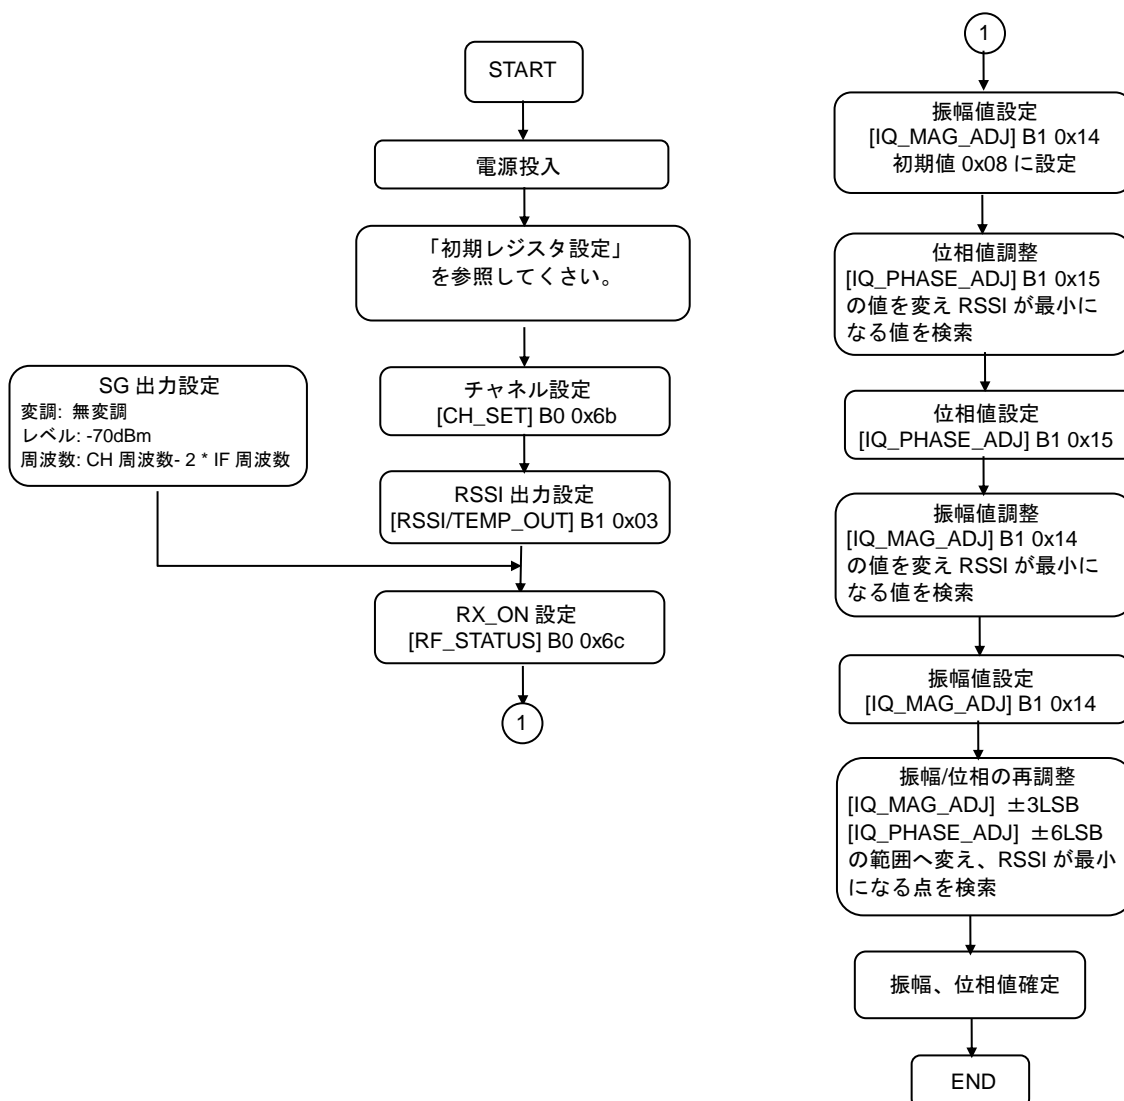 START
電源投入
「初期レジスタ設定」
を参照してくさい。
チャネル設定
[CH_SET] B0 0x6b
SG 出力設定
変調: 無変調
レベル: -70dBm
周波数: CH 周波数- 2 * IF 周波数
RSSI 出力設定
[RSSI/TEMP_OUT] B1 0x03
RX_ON 設定
[RF_STATUS] B0 0x6c
1
1
振幅値設定
[IQ_MAG_ADJ] B1 0x14
初期値 0x08 に設定
位相値調整
[IQ_PHASE_ADJ] B1 0x15
の値を変え RSSI が最小に
なる値を検索
位相値設定
[IQ_PHASE_ADJ] B1 0x15
振幅値調整
[IQ_MAG_ADJ] B1 0x14
の値を変え RSSI が最小に
なる値を検索
振幅値設定
[IQ_MAG_ADJ] B1 0x14
振幅/位相の再調整
[IQ_MAG_ADJ] ±3LSB
[IQ_PHASE_ADJ] ±6LSB
の範囲へ変え、RSSI が最小
になる点を検索
振幅、位相値確定
END